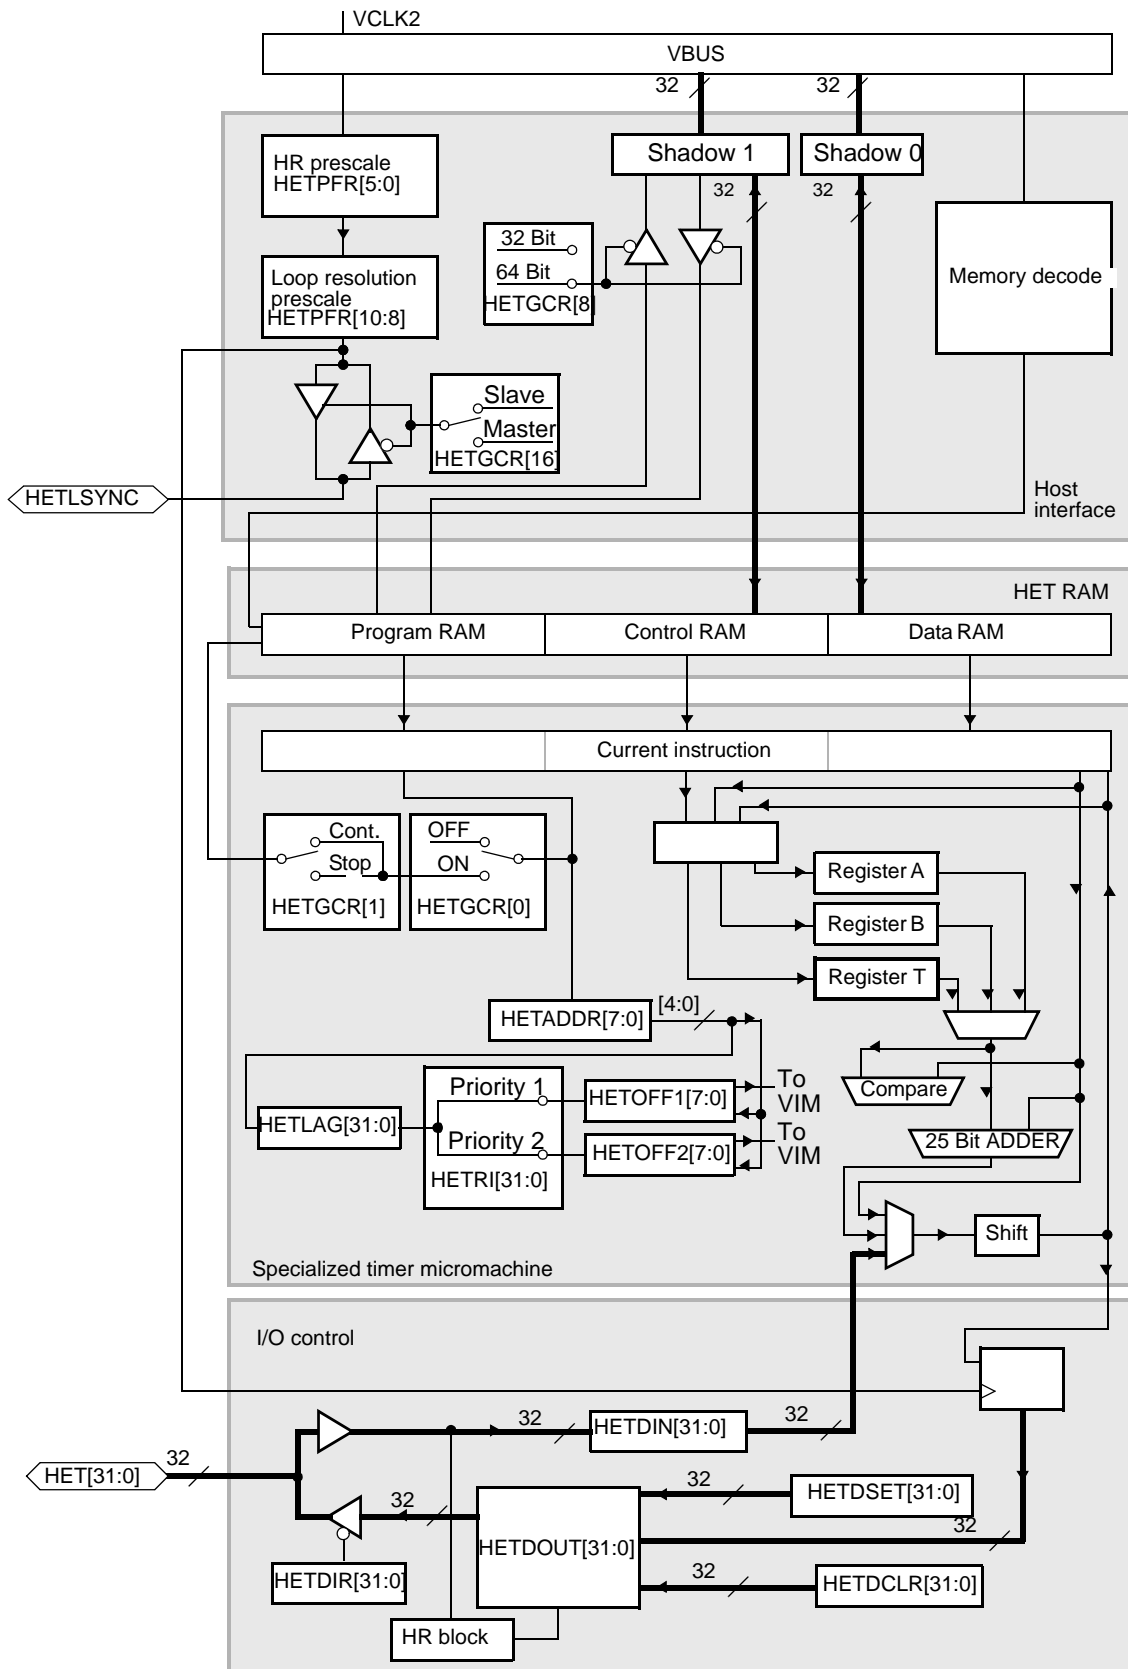 VCLK2
VBUS
32
32
HR prescale
HETPFR[5:0]
Shadow 1
Shadow 0
32
32
32 Bit
64 Bit
HETGCR[8]
Loop resolution
prescale
HETPFR[10:8]
Memory decode
Slave
Master
HETGCR[16]
HETLSYNC
Host
interface
HET RAM
Program RAM
Control RAM
Data RAM
Current instruction
Cont.
Stop
HETGCR[1]
OFF
ON
HETGCR[0]
Register A
Register B
Register T
HETADDR[7:0]
[4:0]
Compare
Priority 1
HETOFF1[7:0]
To
VIM
HETLAG[31:0]
Priority 2
HETOFF2[7:0]
To
VIM
HETRI[31:0]
25 Bit ADDER
Shift
Specialized timer micromachine
I/O control
32
HETDIN[31:0]
32
HET[31:0]
32
32
HETDOUT[31:0]
32
HETDSET[31:0]
32
HETDIR[31:0]
32
HETDCLR[31:0]
HR block